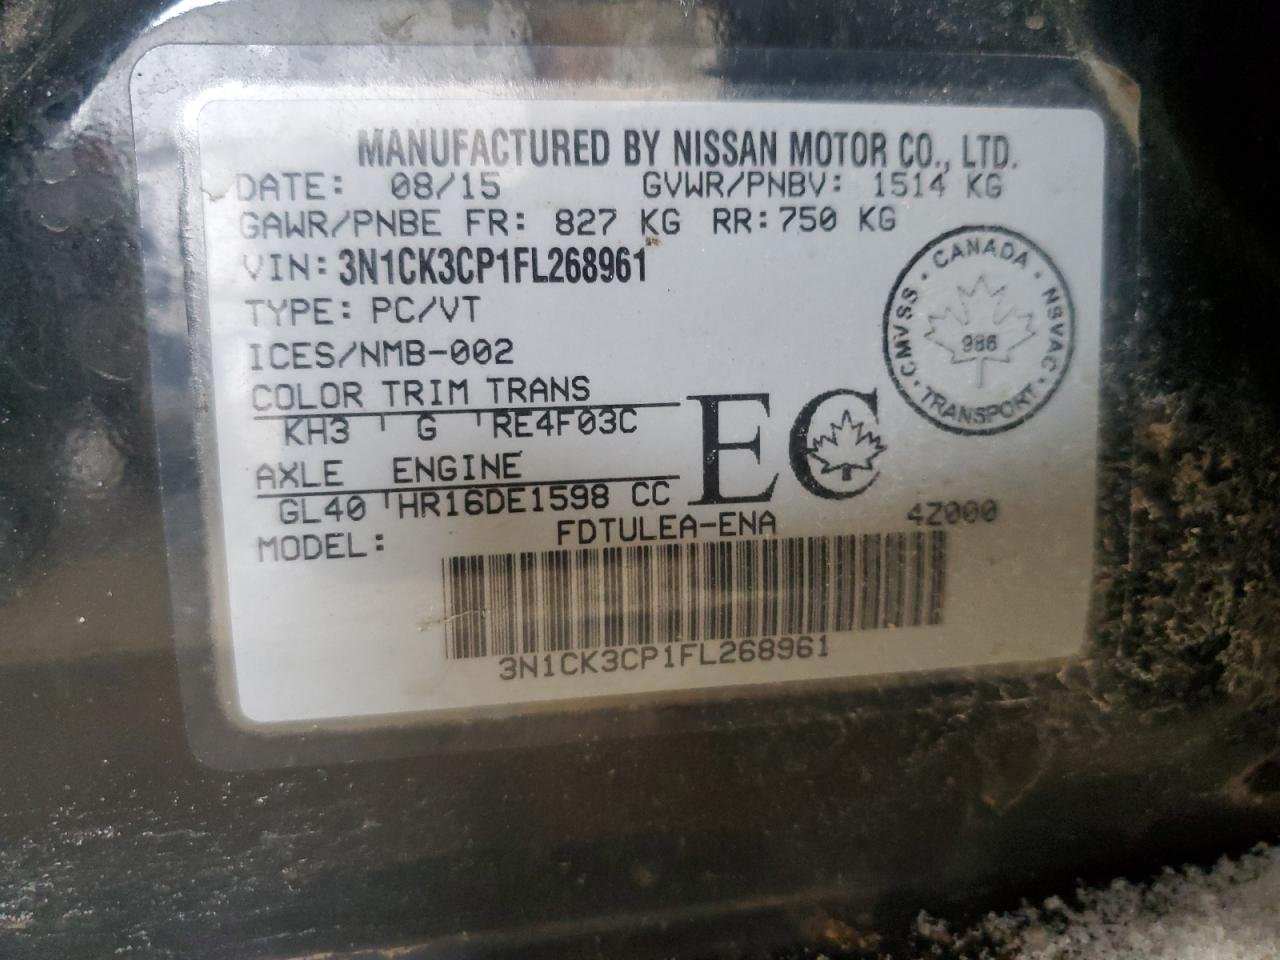 MANUFACTURED BY NISSAN MOTOR CO., LTD.
DATE: 08/15 GVWR/PNBV: 1514 KG
GAWR/PNBE FR: 827 KG RR: 750 KG
VIN: 3N1CK3CP1FL268961
TYPE: PC/VT
ICES/NMB-002
COLOR TRIM TRANS
KH3 G RE4F03C
AXLE ENGINE
GL40 HR16DE1598 CC
MODEL: FDTULEA-ENA 4Z000
3N1CK3CP1FL268961
EC
CANADA · NSVAC · TRANSPORT · CMVSS ·
986